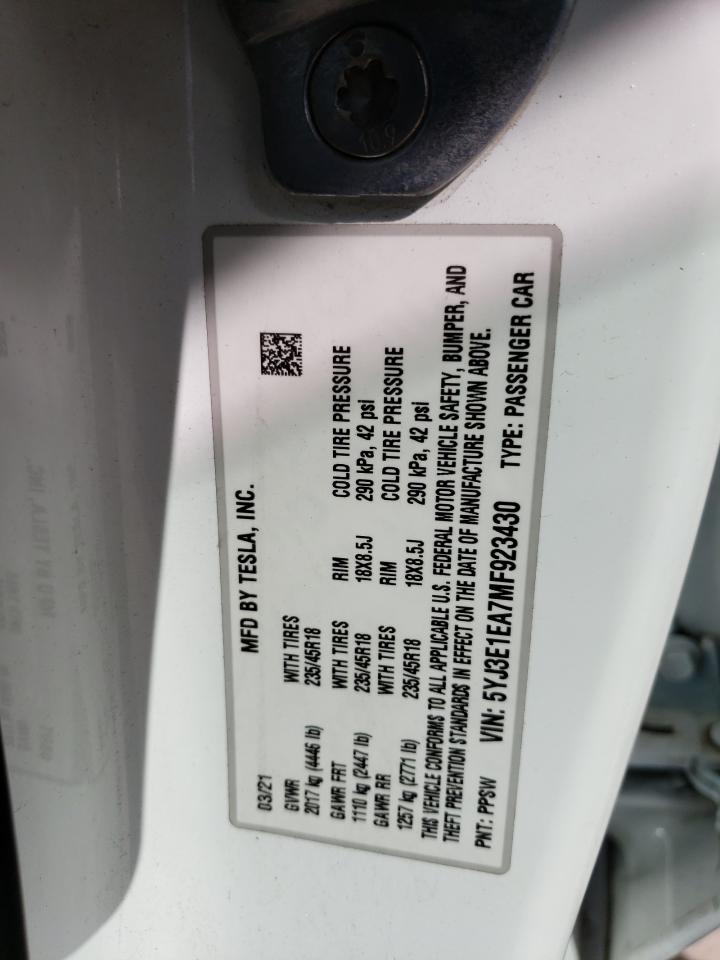 10.9
MFD BY TESLA, INC.
03/21
GVWR WITH TIRES
2017 kg (4446 lb) 235/45R18
GAWR FRT WITH TIRES RIM COLD TIRE PRESSURE
1110 kg (2447 lb) 235/45R18 18X8.5J 290 kPa, 42 psi
GAWR RR WITH TIRES RIM COLD TIRE PRESSURE
1257 kg (2771 lb) 235/45R18 18X8.5J 290 kPa, 42 psi
THIS VEHICLE CONFORMS TO ALL APPLICABLE U.S. FEDERAL MOTOR VEHICLE SAFETY, BUMPER, AND
THEFT PREVENTION STANDARDS IN EFFECT ON THE DATE OF MANUFACTURE SHOWN ABOVE.
PNT: PPSW VIN: 5YJ3E1EA7MF923430 TYPE: PASSENGER CAR